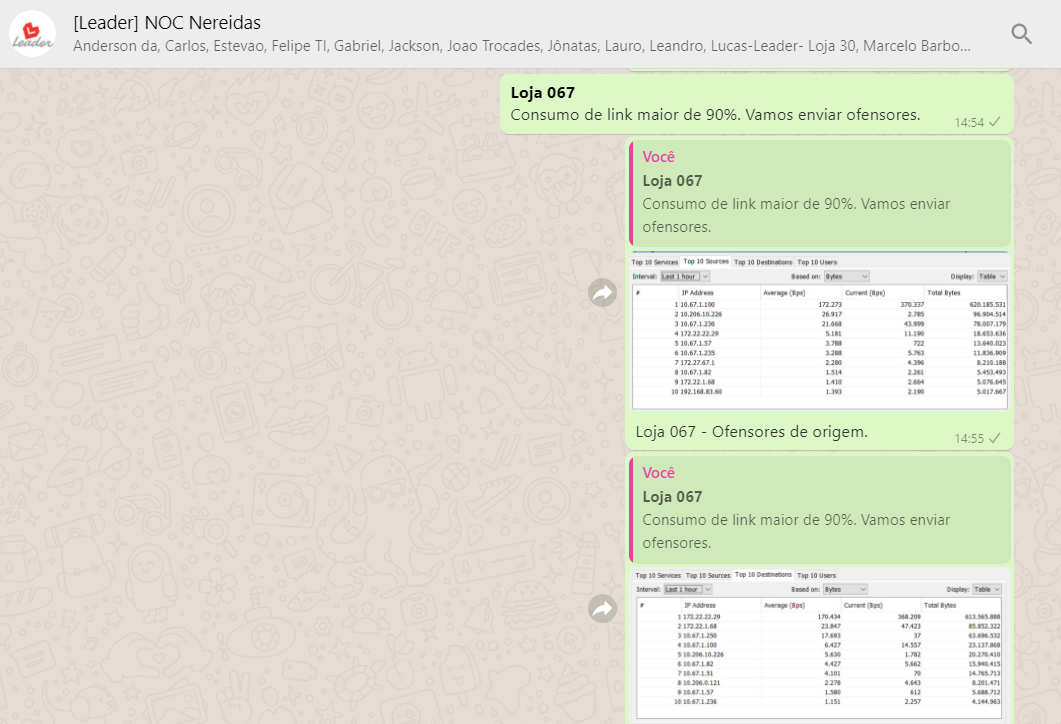 Leader
[Leader] NOC Nereidas
Anderson da, Carlos, Estevao, Felipe TI, Gabriel, Jackson, Joao Trocades, Jônatas, Lauro, Leandro, Lucas-Leader- Loja 30, Marcelo Barbo...
Loja 067
Consumo de link maior de 90%. Vamos enviar ofensores.
14:54
Você
Loja 067
Consumo de link maior de 90%. Vamos enviar
ofensores.
Top 10 Services Top 10 Sources Top 10 Destinations Top 10 Users
Interval: Last 1 hour Based on: Bytes Display: Table
# IP Address Average (Bps) Current (Bps) Total Bytes
1 10.67.1.100 172.273 370.337 620.185.531
2 10.206.10.226 26.917 2.785 96.904.514
3 10.67.1.236 21.668 43.999 78.007.179
4 172.22.22.29 5.181 11.190 18.653.636
5 10.67.1.57 3.788 722 13.640.023
6 10.67.1.235 3.288 5.763 11.836.909
7 172.27.67.1 2.280 4.396 8.210.188
8 10.67.1.82 1.514 2.261 5.453.493
9 172.22.1.68 1.410 2.664 5.076.645
10 192.168.83.60 1.393 2.190 5.017.667
Loja 067 - Ofensores de origem.
14:55
Você
Loja 067
Consumo de link maior de 90%. Vamos enviar
ofensores.
Top 10 Services Top 10 Sources Top 10 Destinations Top 10 Users
Interval: Last 1 hour Based on: Bytes Display: Table
# IP Address Average (Bps) Current (Bps) Total Bytes
1 172.22.22.29 170.434 368.209 613.565.888
2 172.22.1.68 23.847 47.423 85.852.322
3 10.67.1.250 17.693 37 63.696.532
4 10.67.1.100 6.427 14.557 23.137.868
5 10.206.10.226 5.630 1.782 20.270.410
6 10.67.1.82 4.427 5.662 15.940.415
7 10.67.1.51 4.101 70 14.765.713
8 10.206.0.121 2.278 4.643 8.201.471
9 10.67.1.57 1.580 612 5.688.712
10 10.67.1.236 1.151 2.257 4.144.963